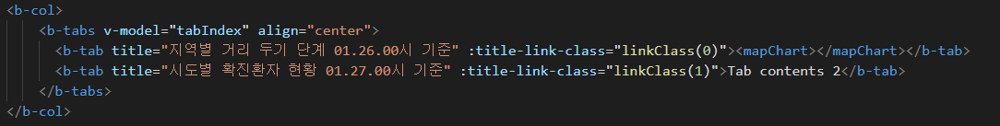 <b-col>
<b-tabs v-model="tabIndex" align="center">
<b-tab title="지역별 거리 두기 단계 01.26.00시 기준" :title-link-class="linkClass(0)"><mapChart></mapChart></b-tab>
<b-tab title="시도별 확진환자 현황 01.27.00시 기준" :title-link-class="linkClass(1)">Tab contents 2</b-tab>
</b-tabs>
</b-col>